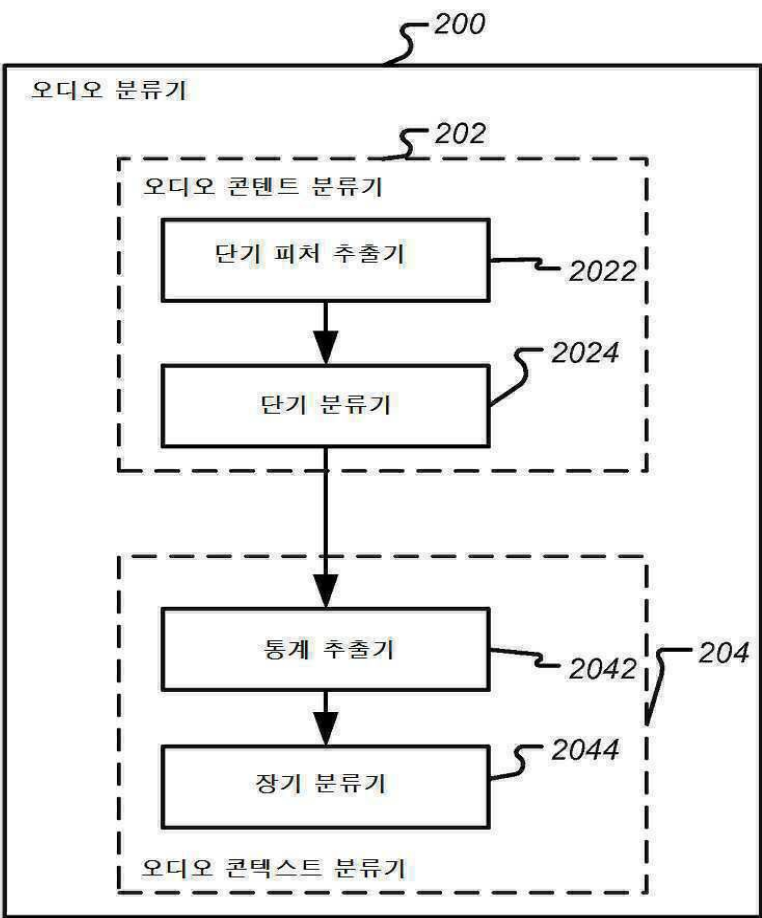 200
오디오 분류기
202
오디오 콘텐트 분류기
단기 피처 추출기
2022
2024
단기 분류기
통계 추출기
2042
204
2044
장기 분류기
오디오 콘텍스트 분류기